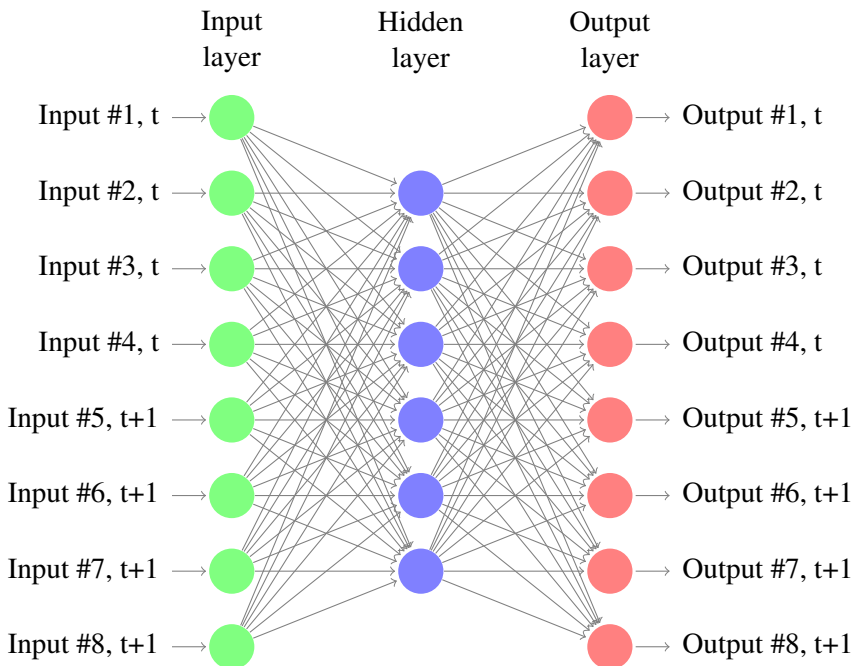 Input
layer
Hidden
layer
Output
layer
Input #1, t
Output #1, t
Input #2, t
Output #2, t
Input #3, t
Output #3, t
Input #4, t
Output #4, t
Input #5, t+1
Output #5, t+1
Input #6, t+1
Output #6, t+1
Input #7, t+1
Output #7, t+1
Input #8, t+1
Output #8, t+1